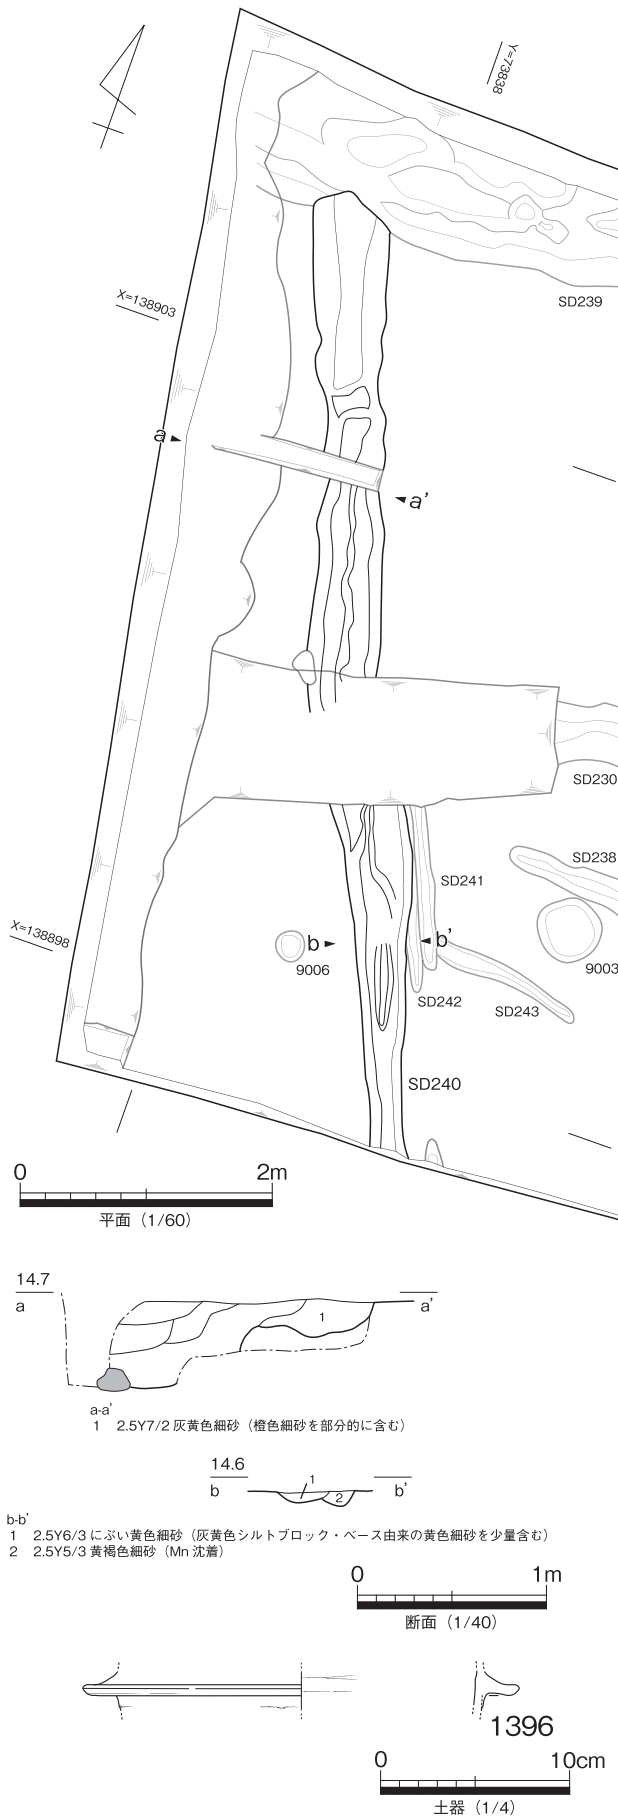 Y=73838
SD239
X=138903
a
a'
SD230
SD238
SD241
X=138898
b
b'
9006
9003
SD242
SD243
SD240
0 2m
平面（1/60）
14.7
a
1
a'
a-a'
1 2.5Y7/2 灰黄色細砂（橙色細砂を部分的に含む）
14.6
b
1
2
b'
b-b'
1 2.5Y6/3 にぶい黄色細砂（灰黄色シルトブロック・ベース由来の黄色細砂を少量含む）
2 2.5Y5/3 黄褐色細砂（Mn 沈着）
0 1m
断面（1/40）
1396
0 10cm
土器（1/4）